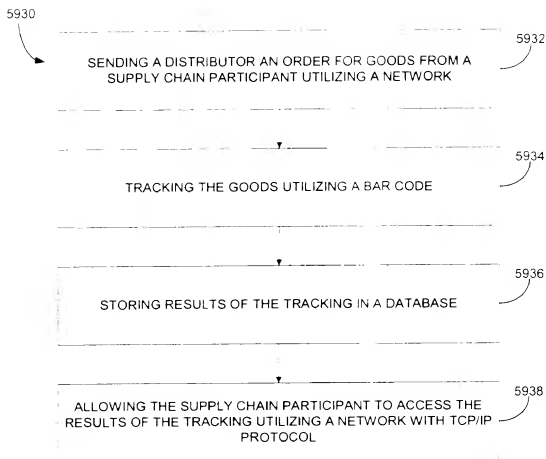 5930
5932
SENDING A DISTRIBUTOR AN ORDER FOR GOODS FROM A
SUPPLY CHAIN PARTICIPANT UTILIZING A NETWORK
5934
TRACKING THE GOODS UTILIZING A BAR CODE
5936
STORING RESULTS OF THE TRACKING IN A DATABASE
5938
ALLOWING THE SUPPLY CHAIN PARTICIPANT TO ACCESS THE
RESULTS OF THE TRACKING UTILIZING A NETWORK WITH TCP/IP
PROTOCOL